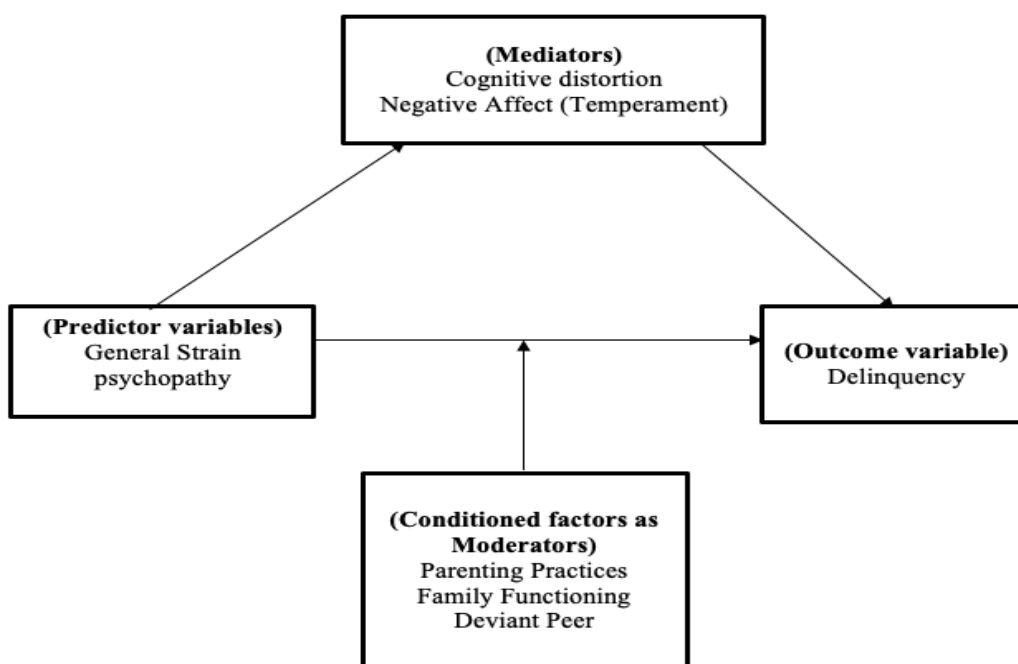 (Mediators)
Cognitive distortion
Negative Affect (Temperament)
(Predictor variables)
General Strain
psychopathy
(Outcome variable)
Delinquency
(Conditioned factors as
Moderators)
Parenting Practices
Family Functioning
Deviant Peer